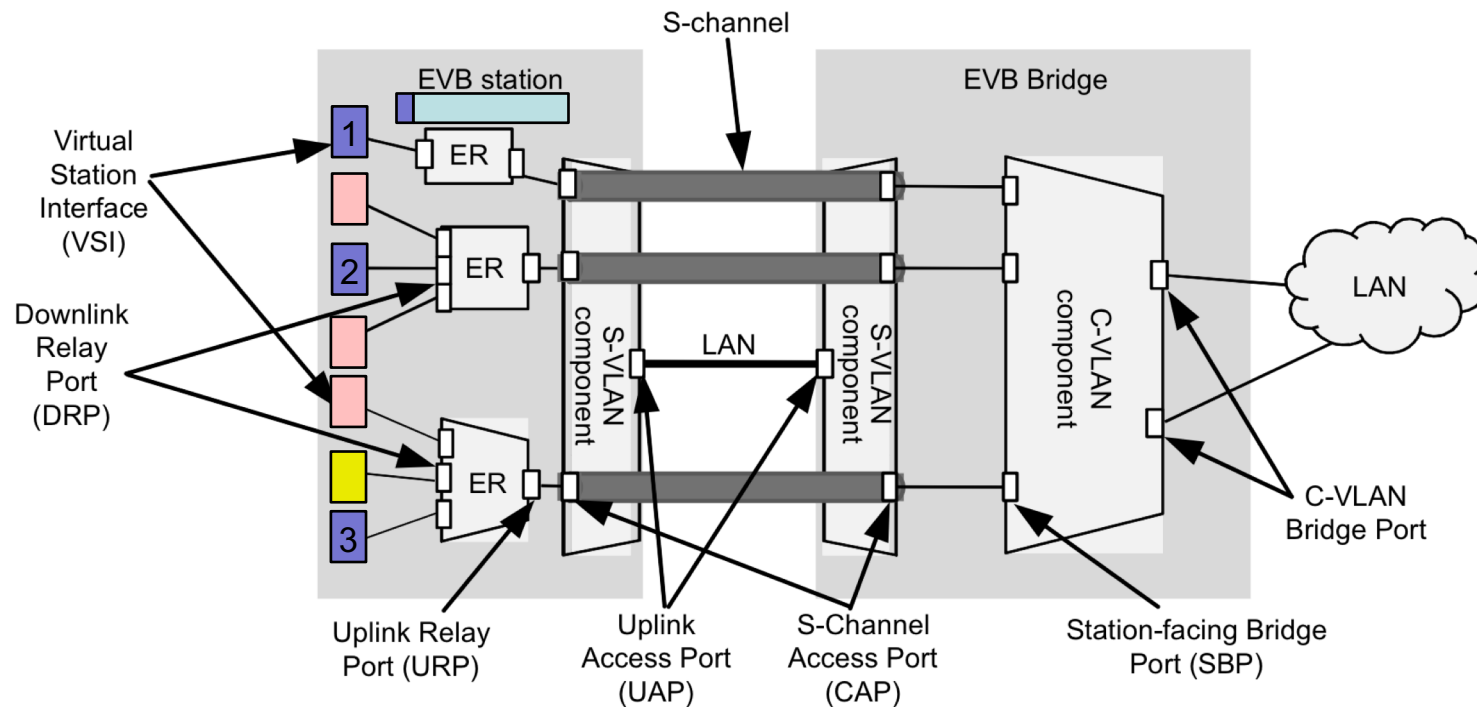 S-channel
EVB station
EVB Bridge
1
ER
Virtual
Station
Interface
(VSI)
2
ER
Downlink
Relay
Port
(DRP)
S-VLAN
component
LAN
S-VLAN
component
C-VLAN
component
LAN
ER
3
C-VLAN
Bridge Port
Uplink Relay
Port (URP)
Uplink
Access Port
(UAP)
S-Channel
Access Port
(CAP)
Station-facing Bridge
Port (SBP)